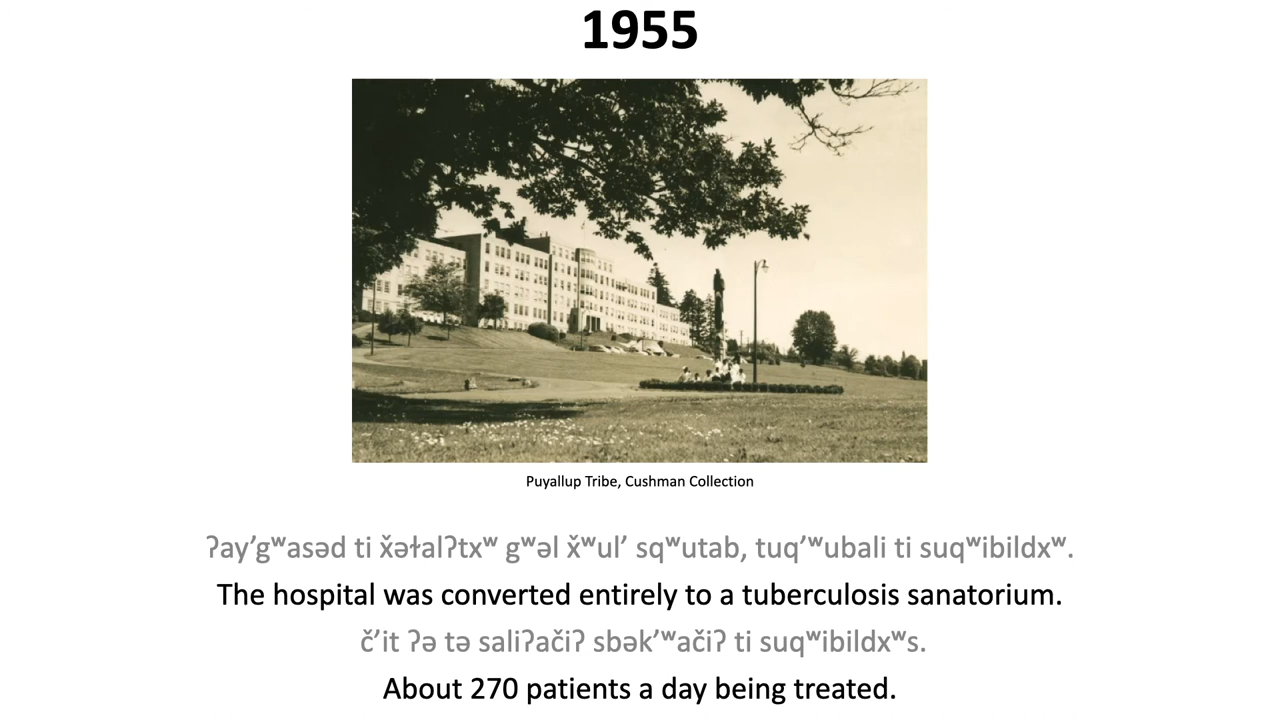 1955
Puyallup Tribe, Cushman Collection
ʔay’gʷasəd ti x̌əɫalʔtxʷ gʷəl x̌ʷul’ sqʷutab, tuq’ʷubali ti suqʷibildxʷ.
The hospital was converted entirely to a tuberculosis sanatorium.
č’it ʔə tə saliʔačiʔ sbək’ʷačiʔ ti suqʷibildxʷs.
About 270 patients a day being treated.